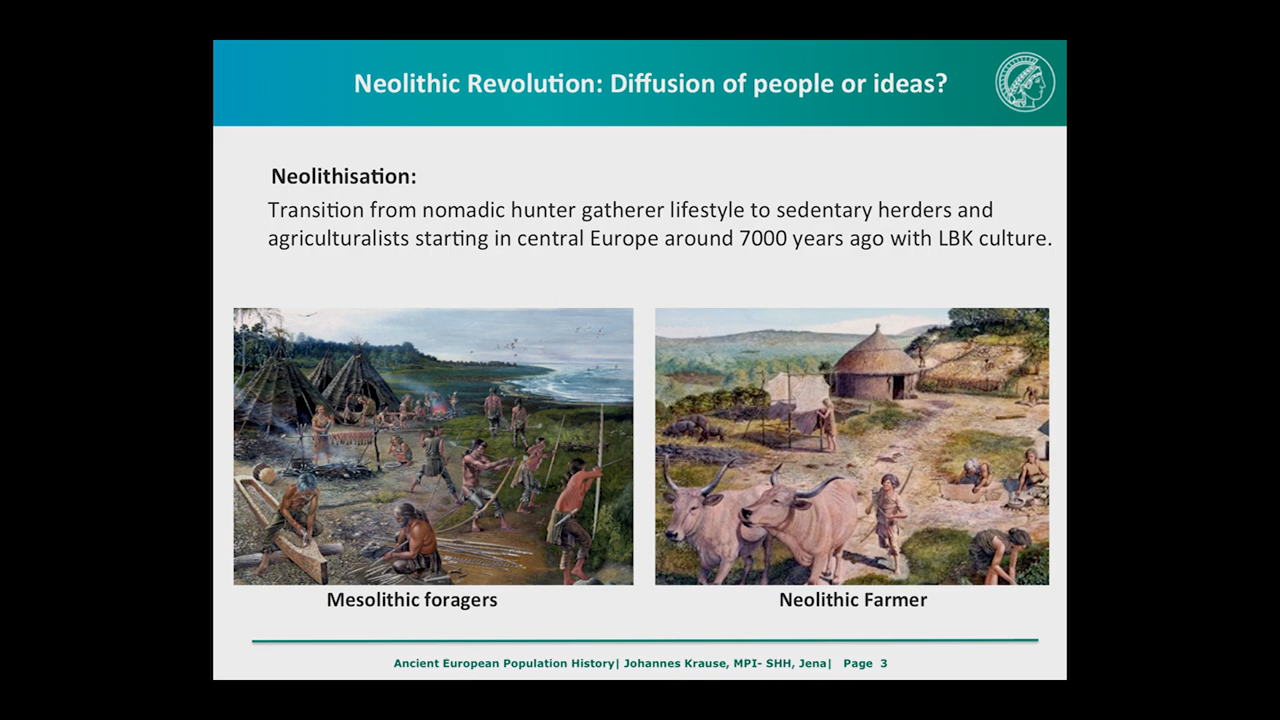 Neolithic Revolution: Diffusion of people or ideas?
Neolithisation:
Transition from nomadic hunter gatherer lifestyle to sedentary herders and
agriculturalists starting in central Europe around 7000 years ago with LBK culture.
Mesolithic foragers
Neolithic Farmer
Ancient European Population History| Johannes Krause, MPI- SHH, Jena| Page 3